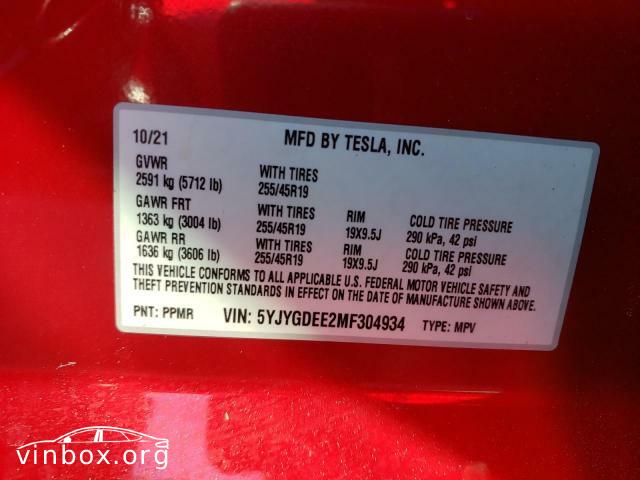 10/21 MFD BY TESLA, INC.
GVWR
2591 kg (5712 lb) WITH TIRES 255/45R19
GAWR FRT
1363 kg (3004 lb) WITH TIRES 255/45R19 RIM 19X9.5J COLD TIRE PRESSURE 290 kPa, 42 psi
GAWR RR
1636 kg (3606 lb) WITH TIRES 255/45R19 RIM 19X9.5J COLD TIRE PRESSURE 290 kPa, 42 psi
THIS VEHICLE CONFORMS TO ALL APPLICABLE U.S. FEDERAL MOTOR VEHICLE SAFETY AND
THEFT PREVENTION STANDARDS IN EFFECT ON THE DATE OF MANUFACTURE SHOWN ABOVE.
PNT: PPMR VIN: 5YJYGDEE2MF304934 TYPE: MPV
vinbox.org